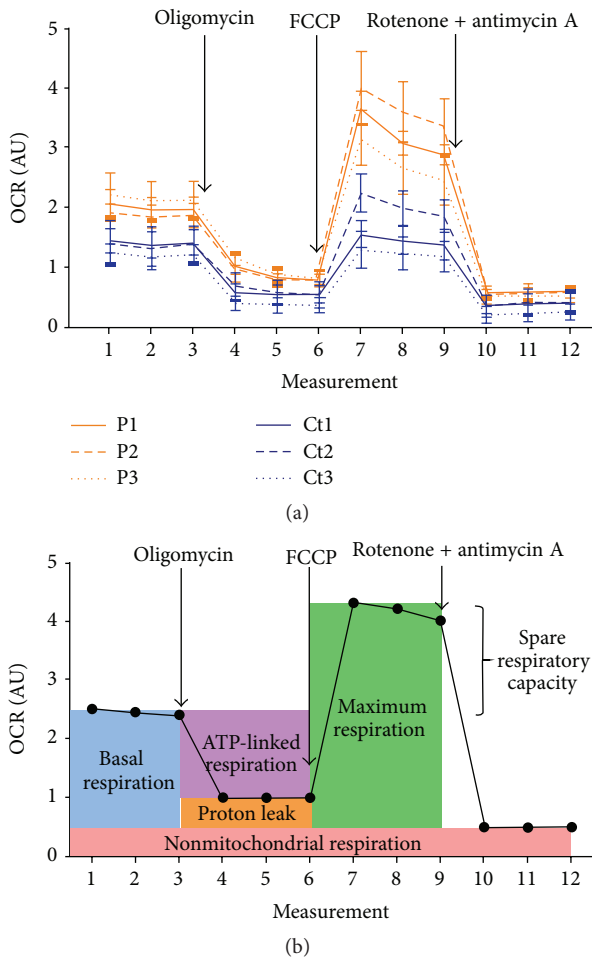 Oligomycin
FCCP
Rotenone + antimycin A
5
4
3
2
1
0
OCR (AU)
1 2 3 4 5 6 7 8 9 10 11 12
Measurement
P1
P2
P3
Ct1
Ct2
Ct3
(a)
Oligomycin
FCCP
Rotenone + antimycin A
5
4
3
2
1
0
OCR (AU)
Basal
respiration
ATP-linked
respiration
Proton leak
Maximum
respiration
Spare
respiratory
capacity
Nonmitochondrial respiration
1 2 3 4 5 6 7 8 9 10 11 12
Measurement
(b)